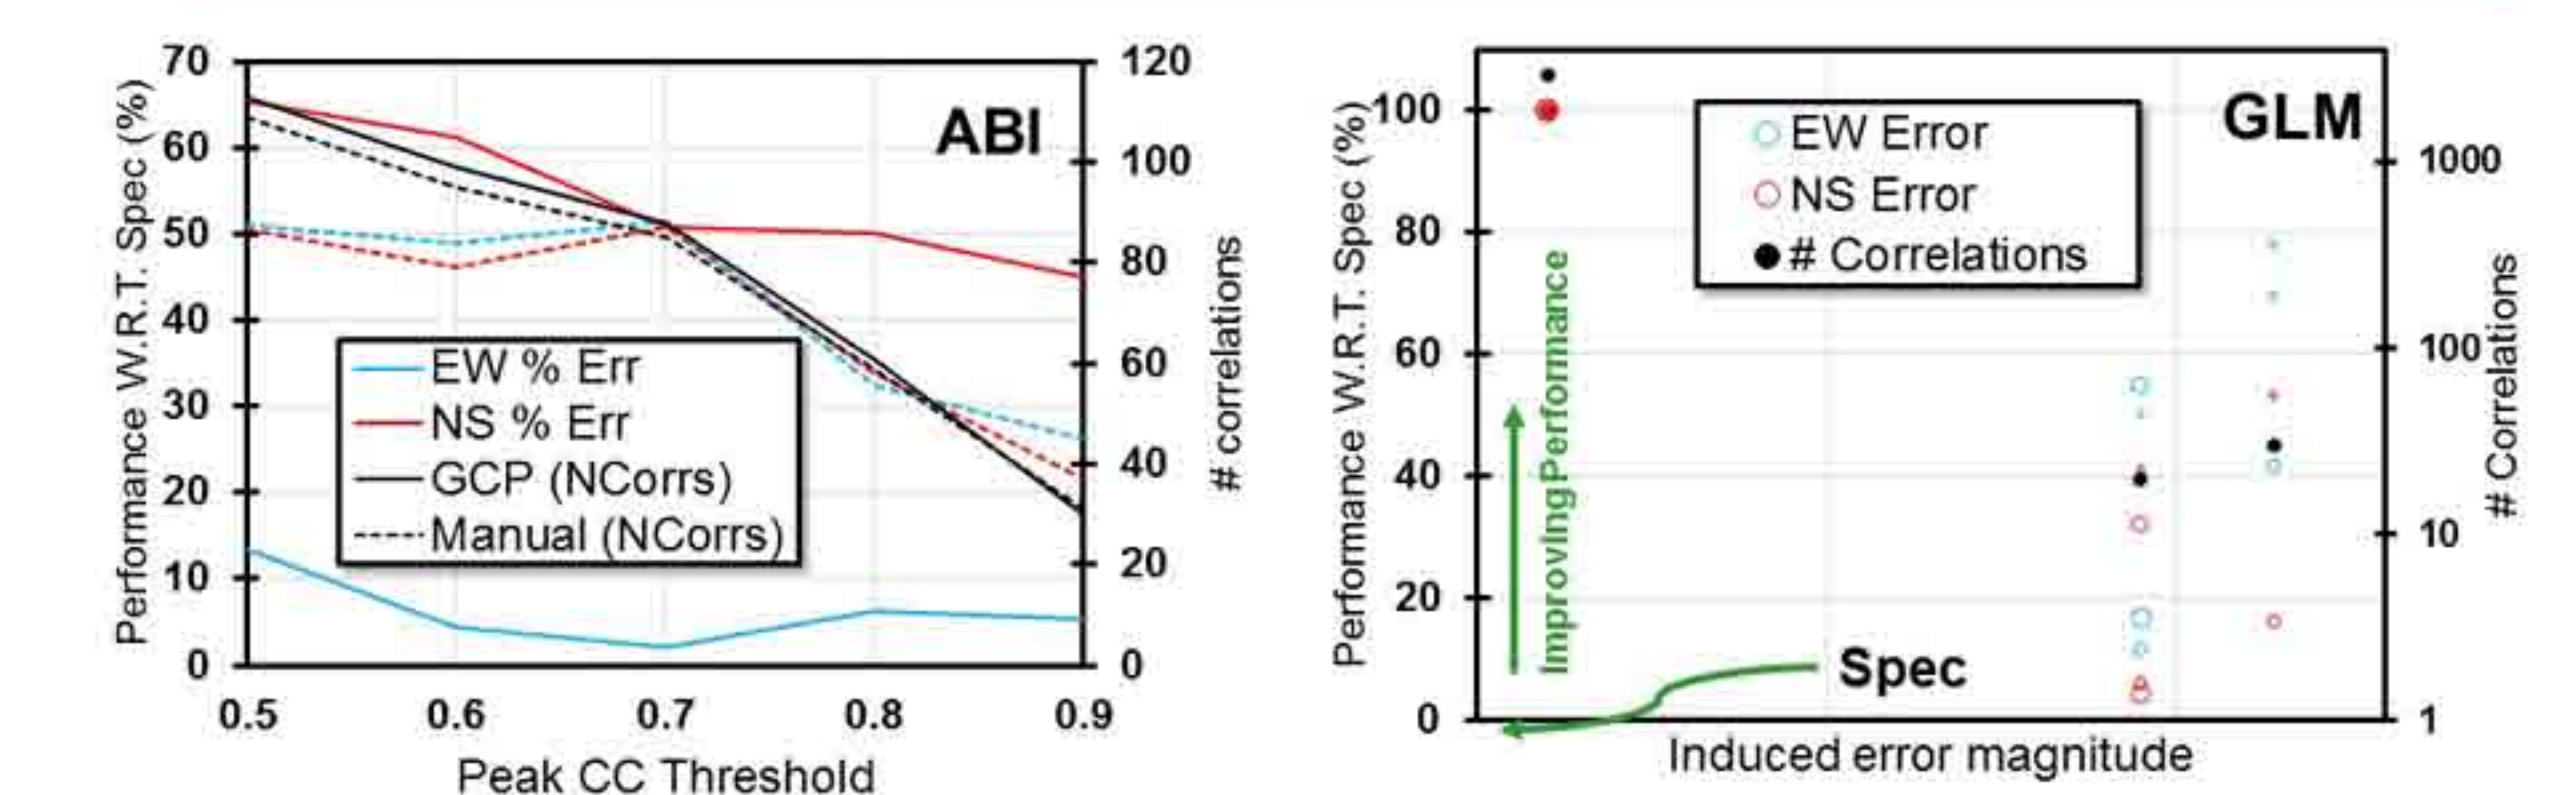 70
60
50
40
30
20
10
0
Performance W.R.T. Spec (%)
ABI
EW % Err
NS % Err
GCP (NCorrs)
Manual (NCorrs)
120
100
80
60
40
20
0
# correlations
0.5 0.6 0.7 0.8 0.9
Peak CC Threshold
100
80
60
40
20
0
Performance W.R.T. Spec (%)
GLM
EW Error
NS Error
# Correlations
ImprovingPerformance
Spec
1000
100
10
1
# Correlations
Induced error magnitude